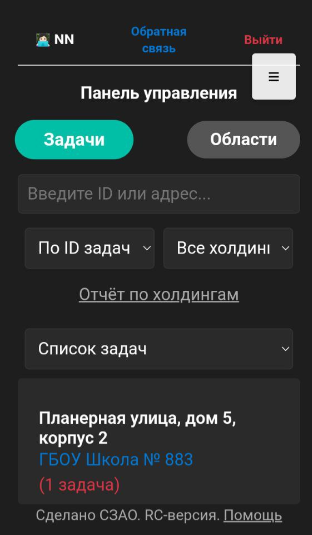 NN
Обратная
связь
Выйти
Панель управления
Задачи
Области
Введите ID или адрес...
По ID задач
Все холдинг
Отчёт по холдингам
Список задач
Планерная улица, дом 5,
корпус 2
ГБОУ Школа № 883
(1 задача)
Сделано СЗАО. RC-версия. Помощь